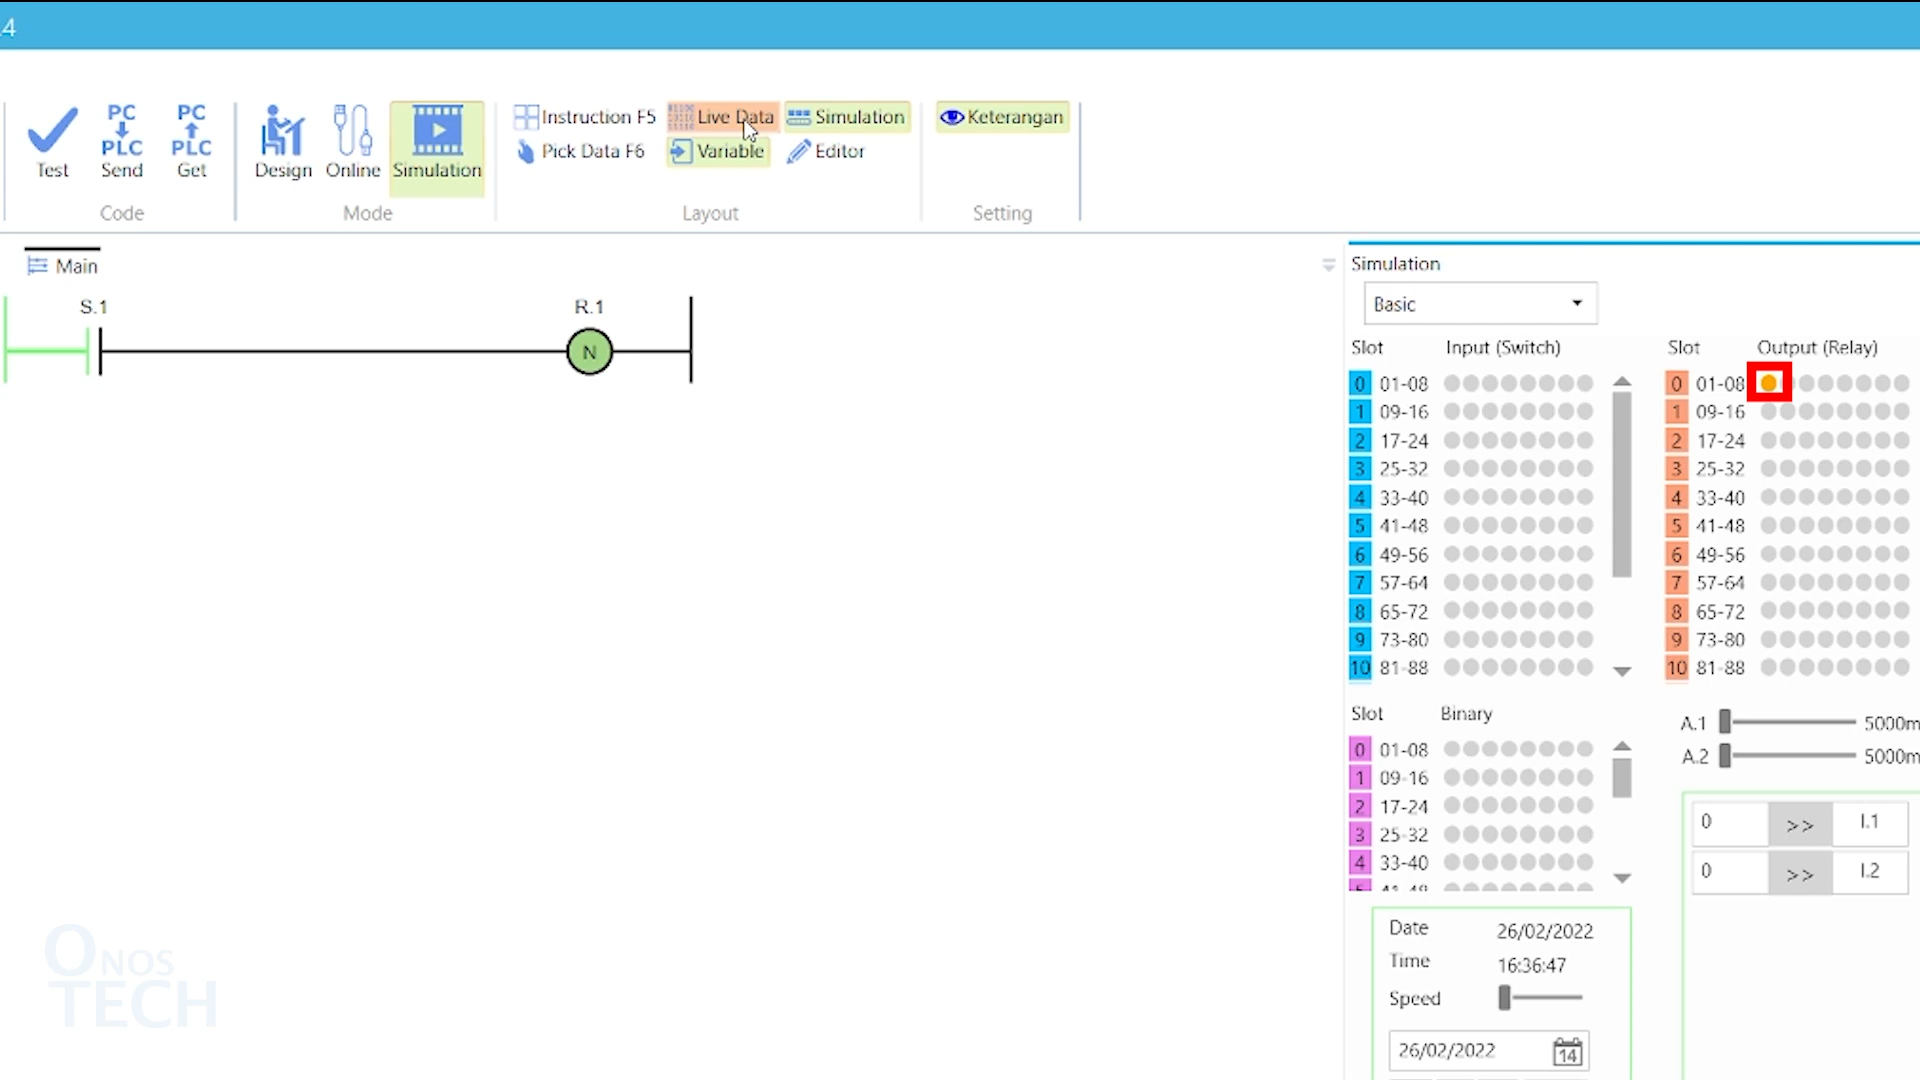 .4
Test
PC
PLC
Send
PC
PLC
Get
Code
Design
Online
Simulation
Mode
Instruction F5
Live Data
Simulation
Pick Data F6
Variable
Editor
Layout
Keterangan
Setting
Main
S.1
R.1
N
Simulation
Basic
Slot Input (Switch)
0 01-08
1 09-16
2 17-24
3 25-32
4 33-40
5 41-48
6 49-56
7 57-64
8 65-72
9 73-80
10 81-88
Slot Output (Relay)
0 01-08
1 09-16
2 17-24
3 25-32
4 33-40
5 41-48
6 49-56
7 57-64
8 65-72
9 73-80
10 81-88
Slot Binary
0 01-08
1 09-16
2 17-24
3 25-32
4 33-40
A.1 5000m
A.2 5000m
0 >> I.1
0 >> I.2
Date 26/02/2022
Time 16:36:47
Speed
26/02/2022 14
ONOS
TECH